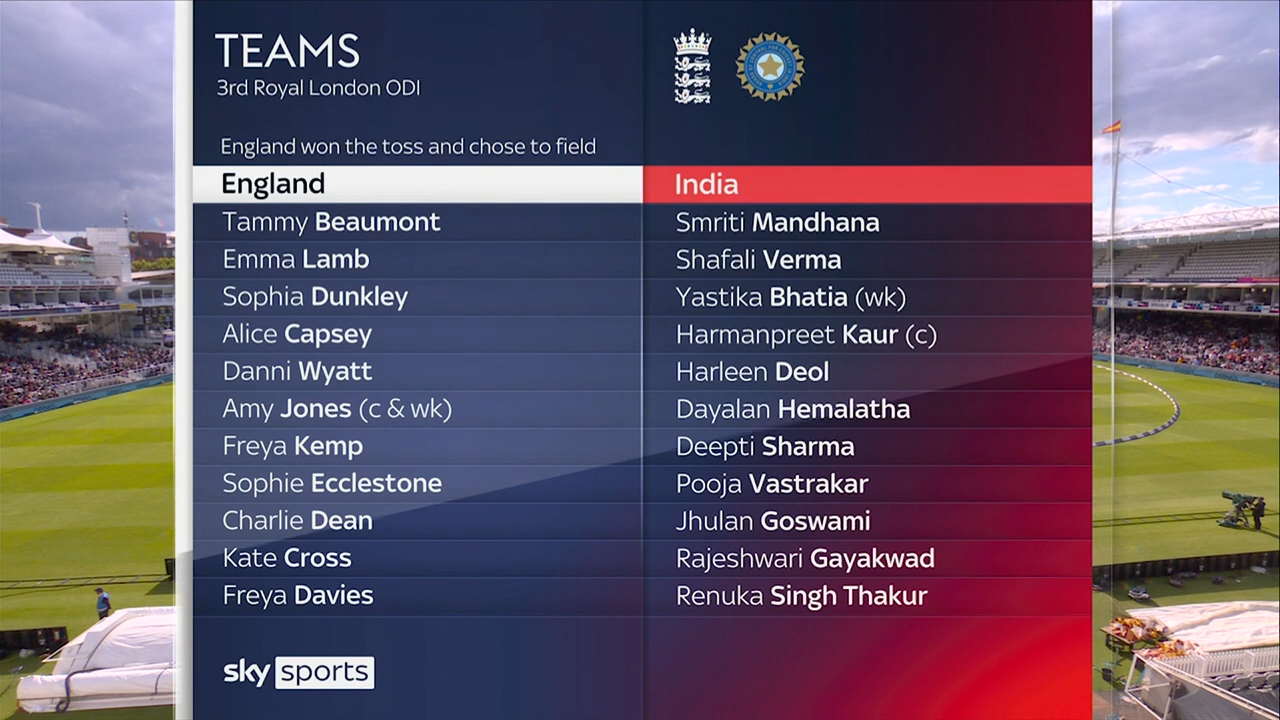 TEAMS
3rd Royal London ODI
England won the toss and chose to field
England
Tammy Beaumont
Emma Lamb
Sophia Dunkley
Alice Capsey
Danni Wyatt
Amy Jones (c & wk)
Freya Kemp
Sophie Ecclestone
Charlie Dean
Kate Cross
Freya Davies
India
Smriti Mandhana
Shafali Verma
Yastika Bhatia (wk)
Harmanpreet Kaur (c)
Harleen Deol
Dayalan Hemalatha
Deepti Sharma
Pooja Vastrakar
Jhulan Goswami
Rajeshwari Gayakwad
Renuka Singh Thakur
sky sports